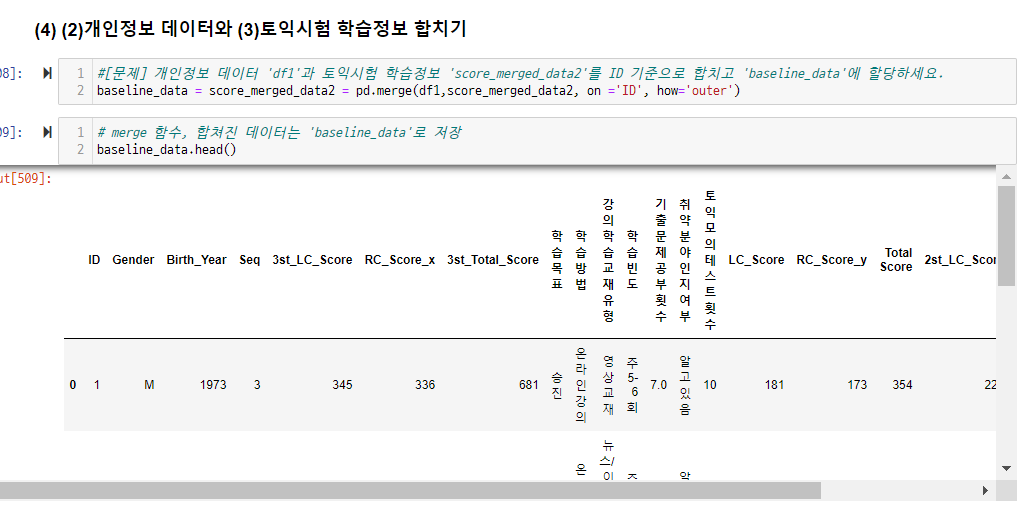 (4) (2)개인정보 데이터와 (3)토익시험 학습정보 합치기
1 #[문제] 개인정보 데이터 'df1'과 토익시험 학습정보 'score_merged_data2'를 ID 기준으로 합치고 'baseline_data'에 할당하세요.
2 baseline_data = score_merged_data2 = pd.merge(df1,score_merged_data2, on ='ID', how='outer')
1 # merge 함수, 합쳐진 데이터는 'baseline_data'로 저장
2 baseline_data.head()
ID Gender Birth_Year Seq 3st_LC_Score RC_Score_x 3st_Total_Score 학습목표 학습방법 강의학습교재유형 학습빈도 기출문제공부횟수 취약분야인지여부 토익모의테스트횟수 LC_Score RC_Score_y Total Score
0 1 M 1973 3 345 336 681 승진 온라인강의 영상교재 주5-6회 7.0 알고있음 10 181 173 354